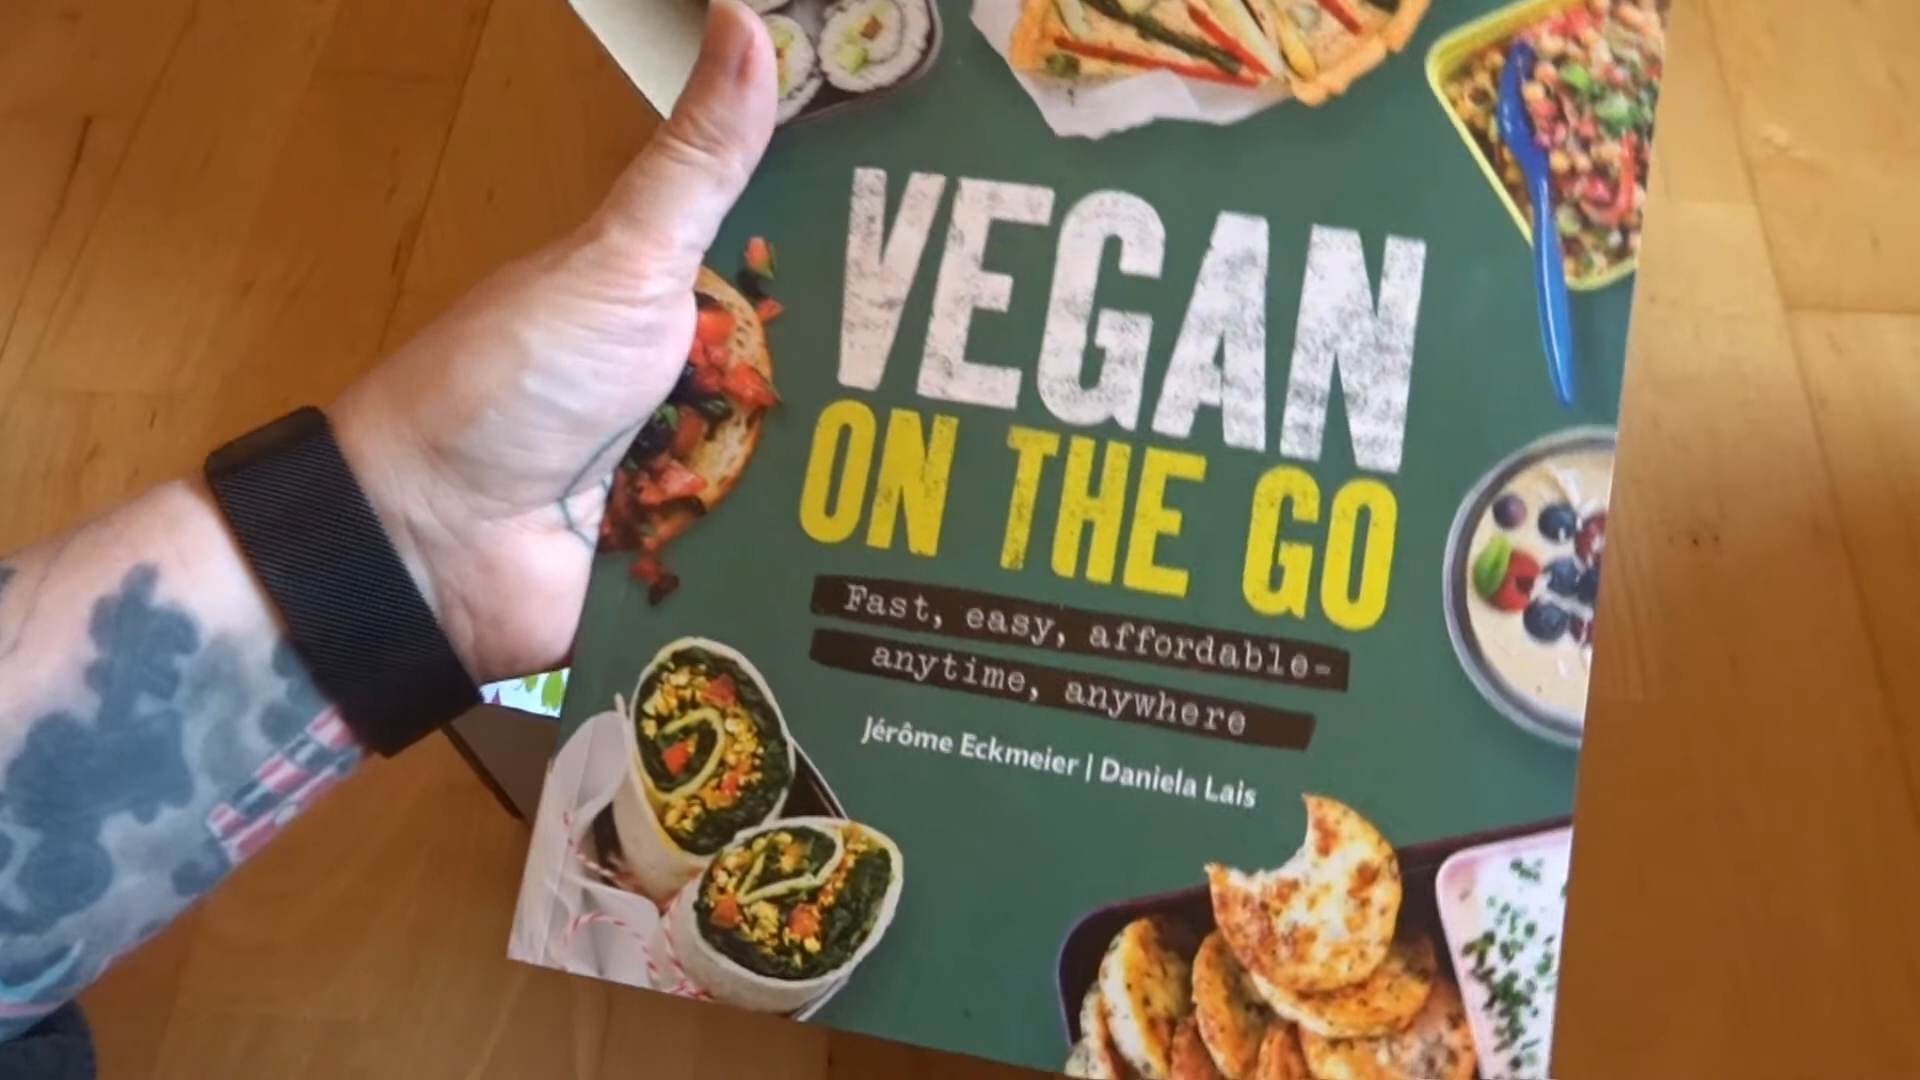 VEGAN
ON THE GO
Fast, easy, affordable-
anytime, anywhere
Jérôme Eckmeier | Daniela Lais